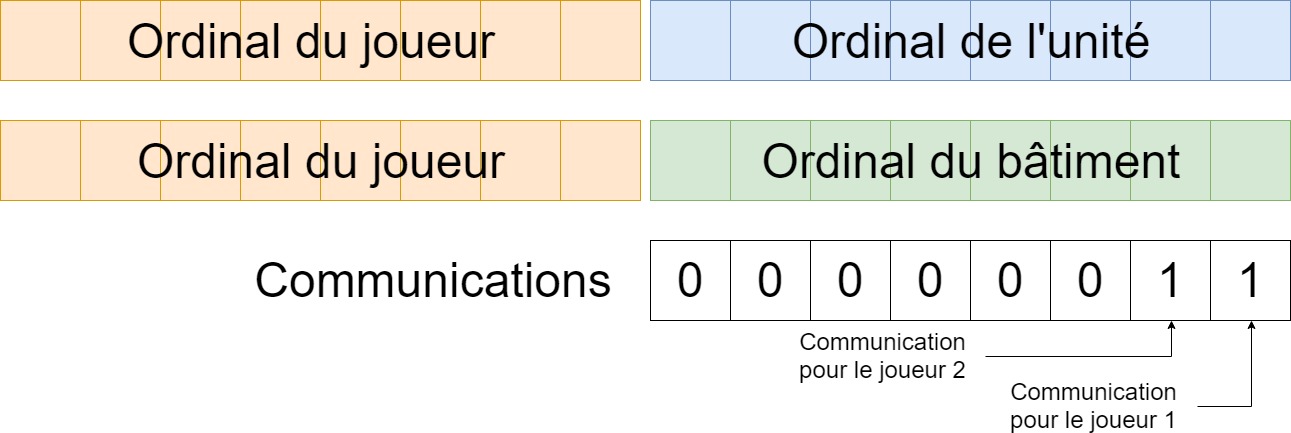 Ordinal du joueur Ordinal de l'unité
Ordinal du joueur Ordinal du bâtiment
Communications 0 0 0 0 0 0 1 1
Communication
pour le joueur 2
Communication
pour le joueur 1